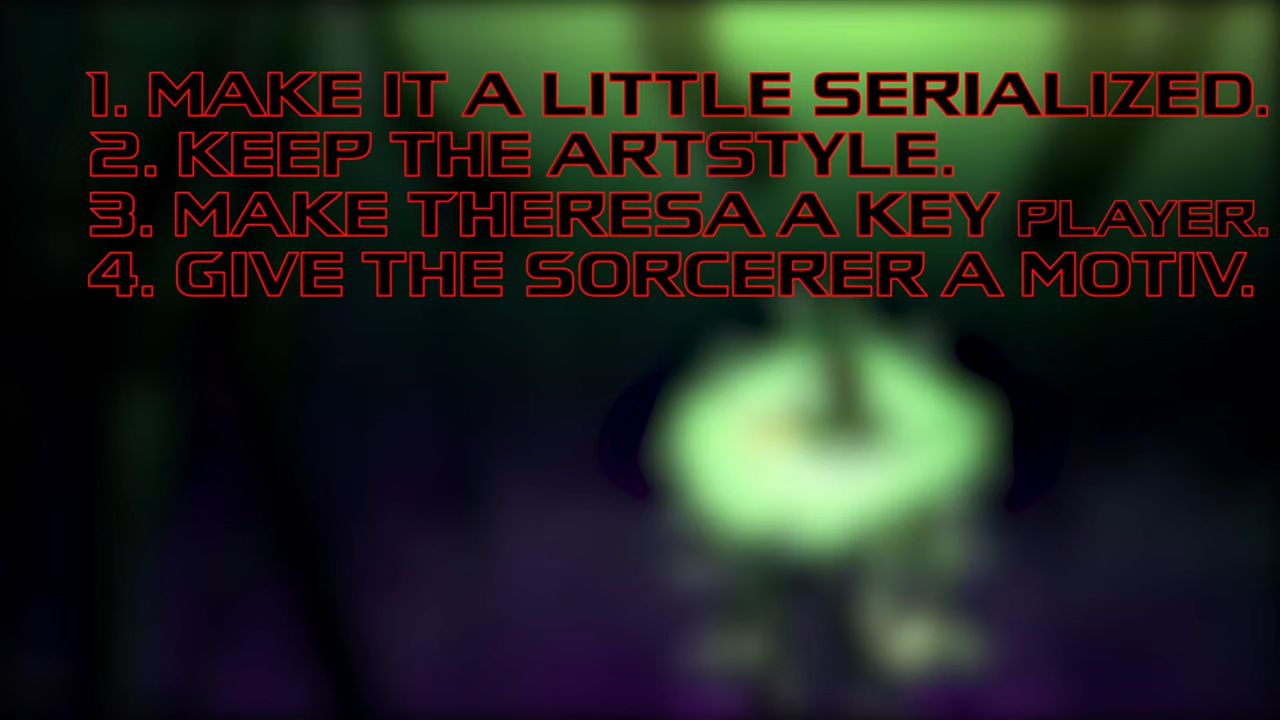 1. MAKE IT A LITTLE SERIALIZED.
2. KEEP THE ARTSTYLE.
3. MAKE THERESA A KEY PLAYER.
4. GIVE THE SORCERER A MOTIV.